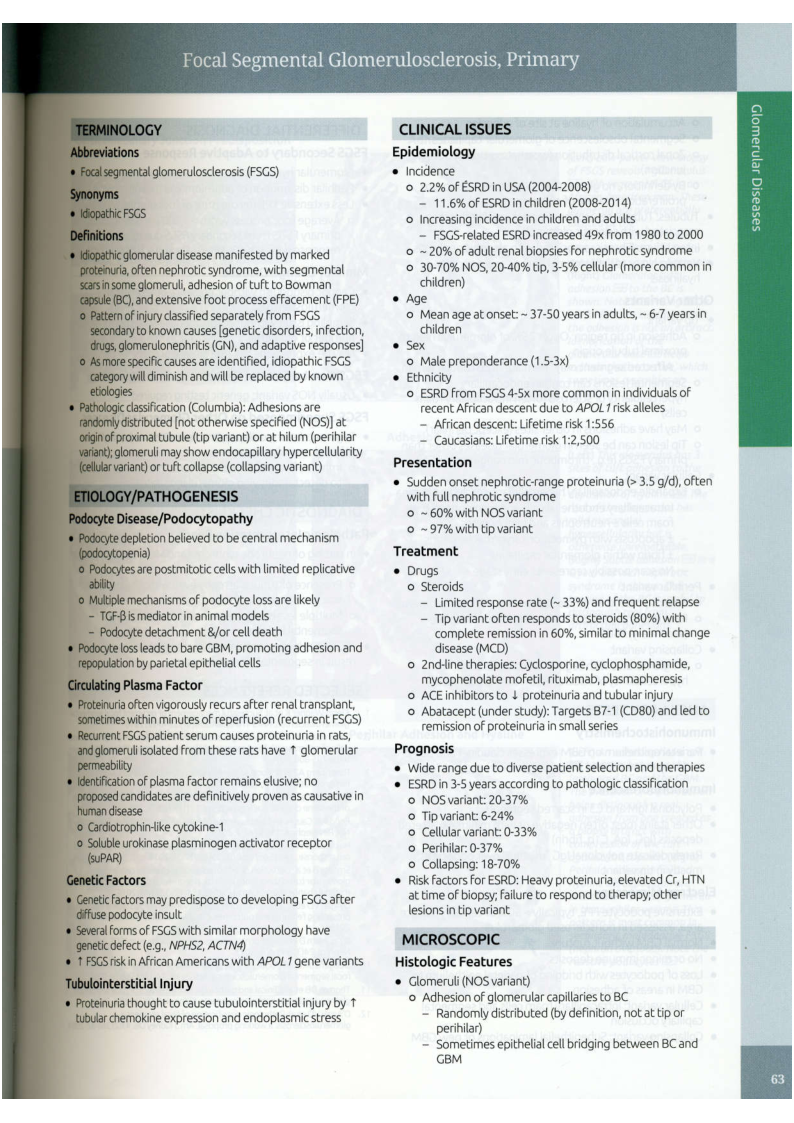 Focal Segmental Glomerulosclerosis, Primary
TERMINOLOGY
Abbreviations
• Focal segmental glomerulosclerosis (FSGS)
Synonyms
• Idiopathic FSGS
Definitions
• Idiopathic glomerular disease manifested by marked
proteinuria, often nephrotic syndrome, with segmental
scars in some glomeruli, adhesion of tuft to Bowman
capsule (BC), and extensive foot process effacement (FPE)
o Pattern of injury classified separately from FSGS
secondary to known causes [genetic disorders, infection,
drugs, glomerulonephritis (GN), and adaptive responses]
o As more specific causes are identified, idiopathic FSGS
category will diminish and will be replaced by known
etiologies
• Pathologic classification (Columbia): Adhesions are
randomly distributed [not otherwise specified (NOS)] at
origin of proximal tubule (tip variant) or at hilum (perihilar
variant); glomeruli may show endocapillary hypercellularity
(cellular variant) or tuft collapse (collapsing variant)
ETIOLOGY/PATHOGENESIS
Podocyte Disease/Podocytopathy
• Podocyte depletion believed to be central mechanism
(podocytopenia)
o Podocytes are postmitotic cells with limited replicative
ability
o Multiple mechanisms of podocyte loss are likely
– TGF-β is mediator in animal models
– Podocyte detachment &/or cell death
• Podocyte loss leads to bare GBM, promoting adhesion and
repopulation by parietal epithelial cells
Circulating Plasma Factor
• Proteinuria often vigorously recurs after renal transplant,
sometimes within minutes of reperfusion (recurrent FSGS)
• Recurrent FSGS patient serum causes proteinuria in rats,
and glomeruli isolated from these rats have ↑ glomerular
permeability
• Identification of plasma factor remains elusive; no
proposed candidates are definitively proven as causative in
human disease
o Cardiotrophin-like cytokine-1
o Soluble urokinase plasminogen activator receptor
(suPAR)
Genetic Factors
• Genetic factors may predispose to developing FSGS after
diffuse podocyte insult
• Several forms of FSGS with similar morphology have
genetic defect (e.g., NPHS2, ACTN4)
• ↑ FSGS risk in African Americans with APOL1 gene variants
Tubulointerstitial Injury
• Proteinuria thought to cause tubulointerstitial injury by ↑
tubular chemokine expression and endoplasmic stress
CLINICAL ISSUES
Epidemiology
• Incidence
o 2.2% of ÉSRD in USA (2004-2008)
– 11.6% of ESRD in children (2008-2014)
o Increasing incidence in children and adults
– FSGS-related ESRD increased 49x from 1980 to 2000
o ~ 20% of adult renal biopsies for nephrotic syndrome
o 30-70% NOS, 20-40% tip, 3-5% cellular (more common in
children)
• Age
o Mean age at onset: ~ 37-50 years in adults, ~ 6-7 years in
children
• Sex
o Male preponderance (1.5-3x)
• Ethnicity
o ESRD from FSGS 4-5x more common in individuals of
recent African descent due to APOL1 risk alleles
– African descent: Lifetime risk 1:556
– Caucasians: Lifetime risk 1:2,500
Presentation
• Sudden onset nephrotic-range proteinuria (> 3.5 g/d), often
with full nephrotic syndrome
o ~ 60% with NOS variant
o ~ 97% with tip variant
Treatment
• Drugs
o Steroids
– Limited response rate (~ 33%) and frequent relapse
– Tip variant often responds to steroids (80%) with
complete remission in 60%, similar to minimal change
disease (MCD)
o 2nd-line therapies: Cyclosporine, cyclophosphamide,
mycophenolate mofetil, rituximab, plasmapheresis
o ACE inhibitors to ↓ proteinuria and tubular injury
o Abatacept (under study): Targets B7-1 (CD80) and led to
remission of proteinuria in small series
Prognosis
• Wide range due to diverse patient selection and therapies
• ESRD in 3-5 years according to pathologic classification
o NOS variant: 20-37%
o Tip variant: 6-24%
o Cellular variant: 0-33%
o Perihilar: 0-37%
o Collapsing: 18-70%
• Risk factors for ESRD: Heavy proteinuria, elevated Cr, HTN
at time of biopsy; failure to respond to therapy; other
lesions in tip variant
MICROSCOPIC
Histologic Features
• Glomeruli (NOS variant)
o Adhesion of glomerular capillaries to BC
– Randomly distributed (by definition, not at tip or
perihilar)
– Sometimes epithelial cell bridging between BC and
GBM
Glomerular Diseases
63